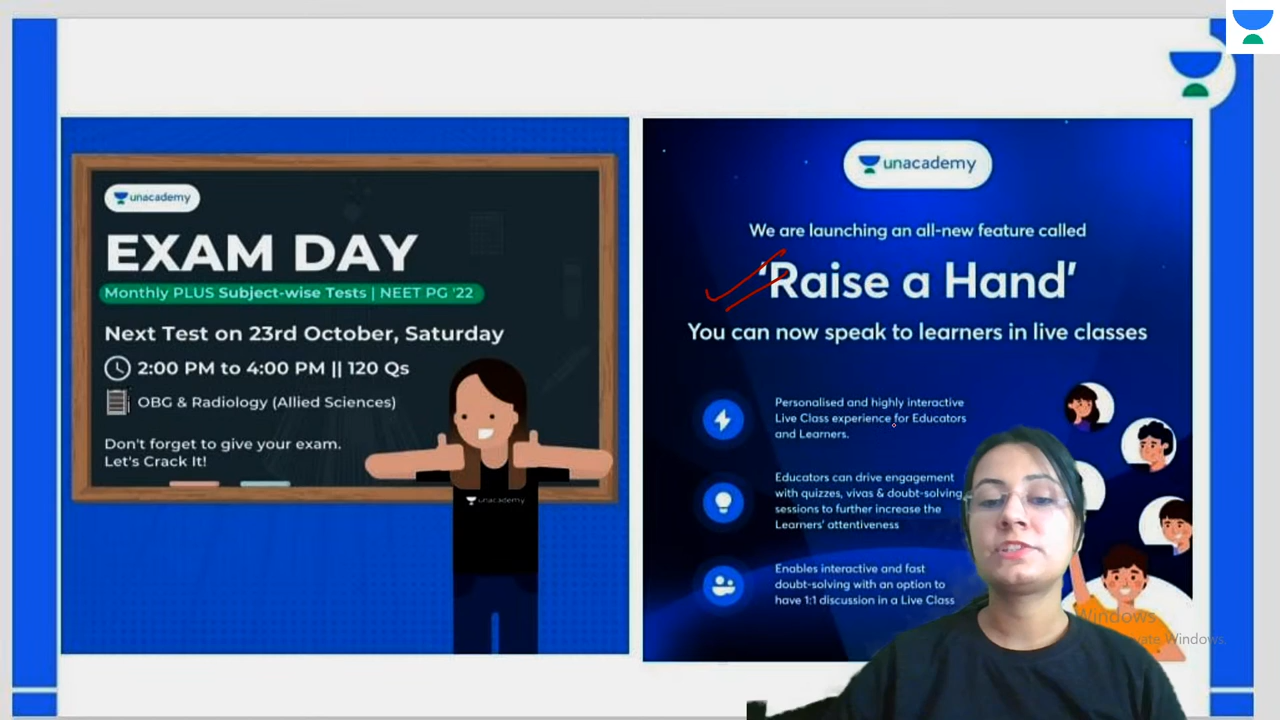 unacademy
EXAM DAY
Monthly PLUS Subject-wise Tests | NEET PG '22
Next Test on 23rd October, Saturday
2:00 PM to 4:00 PM || 120 Qs
OBG & Radiology (Allied Sciences)
Don't forget to give your exam.
Let's Crack It!
unacademy
unacademy
We are launching an all-new feature called
'Raise a Hand'
You can now speak to learners in live classes
Personalised and highly interactive
Live Class experience for Educators
and Learners.
Educators can drive engagement
with quizzes, vivas & doubt-solving
sessions to further increase the
Learners' attentiveness
Enables interactive and fast
doubt-solving with an option to
have 1:1 discussion in a Live Class
Windows
Windows.